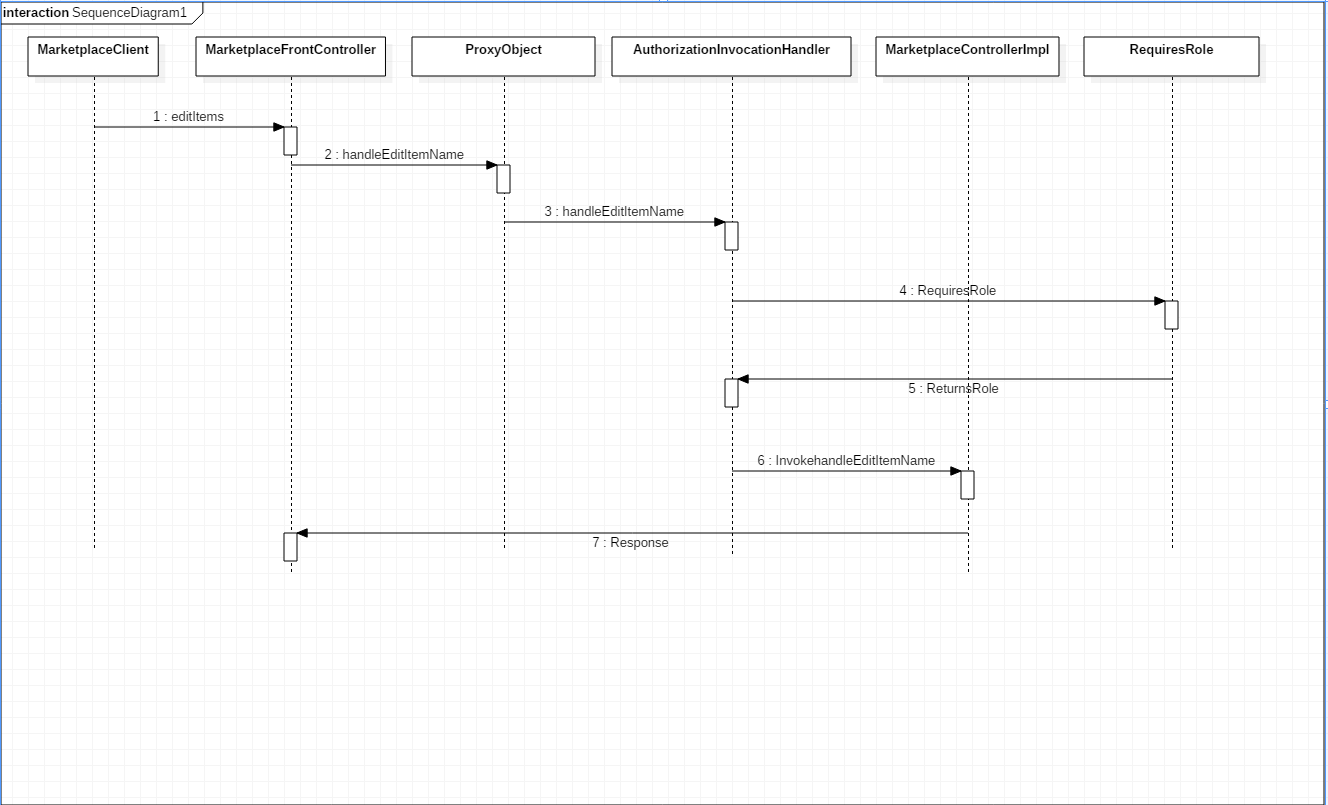 interaction SequenceDiagram1
MarketplaceClient
MarketplaceFrontController
ProxyObject
AuthorizationInvocationHandler
MarketplaceControllerImpl
RequiresRole
1 : editItems
2 : handleEditItemName
3 : handleEditItemName
4 : RequiresRole
5 : ReturnsRole
6 : InvokehandleEditItemName
7 : Response